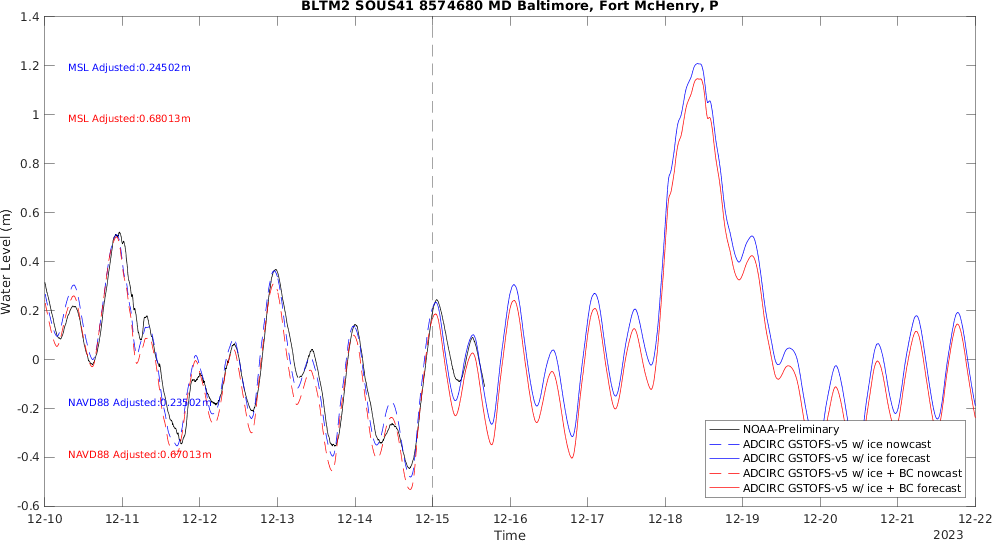 BLTM2 SOUS41 8574680 MD Baltimore, Fort McHenry, P
Water Level (m)
1.4
1.2
1
0.8
0.6
0.4
0.2
0
-0.2
-0.4
-0.6
MSL Adjusted:0.24502m
MSL Adjusted:0.68013m
NAVD88 Adjusted:0.23502m
NAVD88 Adjusted:0.67013m
NOAA-Preliminary
ADCIRC GSTOFS-v5 w/ ice nowcast
ADCIRC GSTOFS-v5 w/ ice forecast
ADCIRC GSTOFS-v5 w/ ice + BC nowcast
ADCIRC GSTOFS-v5 w/ ice + BC forecast
12-10 12-11 12-12 12-13 12-14 12-15 12-16 12-17 12-18 12-19 12-20 12-21 12-22
Time
2023